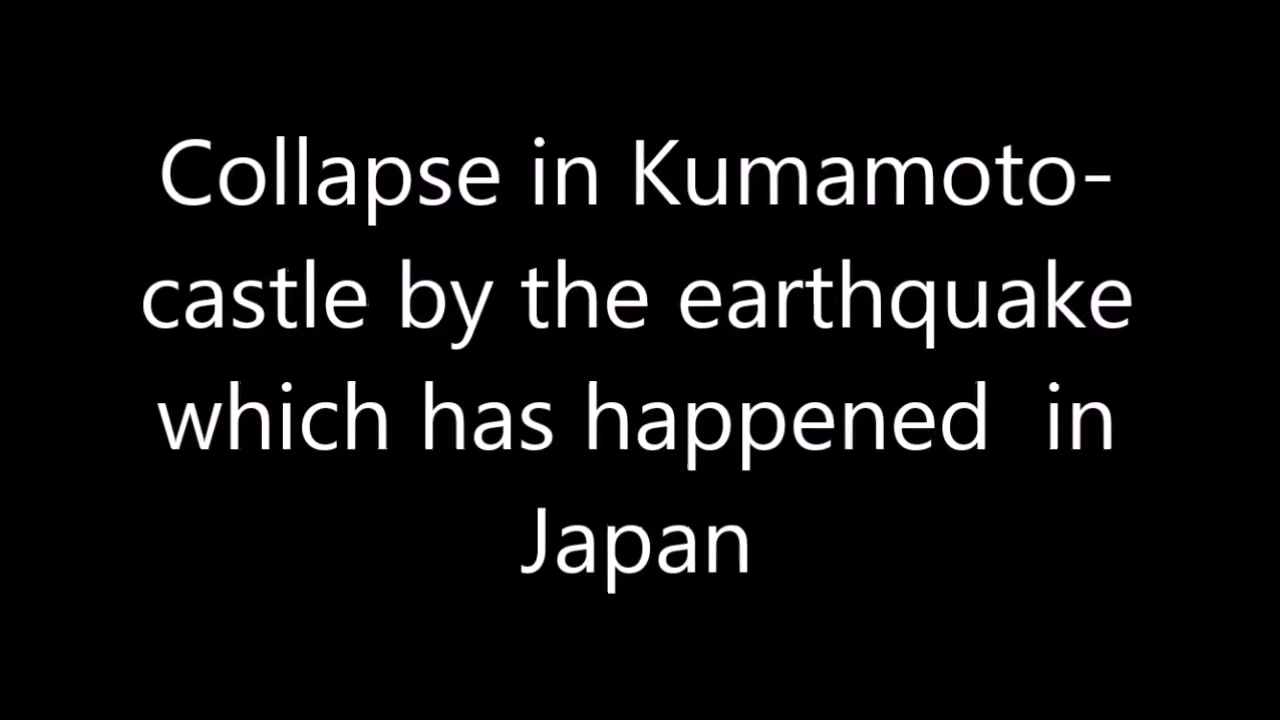 Collapse in Kumamoto-
castle by the earthquake
which has happened  in
Japan